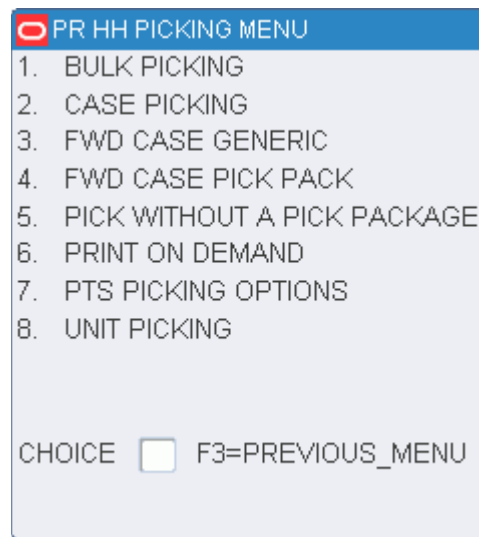 PR HH PICKING MENU
1. BULK PICKING
2. CASE PICKING
3. FWD CASE GENERIC
4. FWD CASE PICK PACK
5. PICK WITHOUT A PICK PACKAGE
6. PRINT ON DEMAND
7. PTS PICKING OPTIONS
8. UNIT PICKING
CHOICE F3=PREVIOUS_MENU